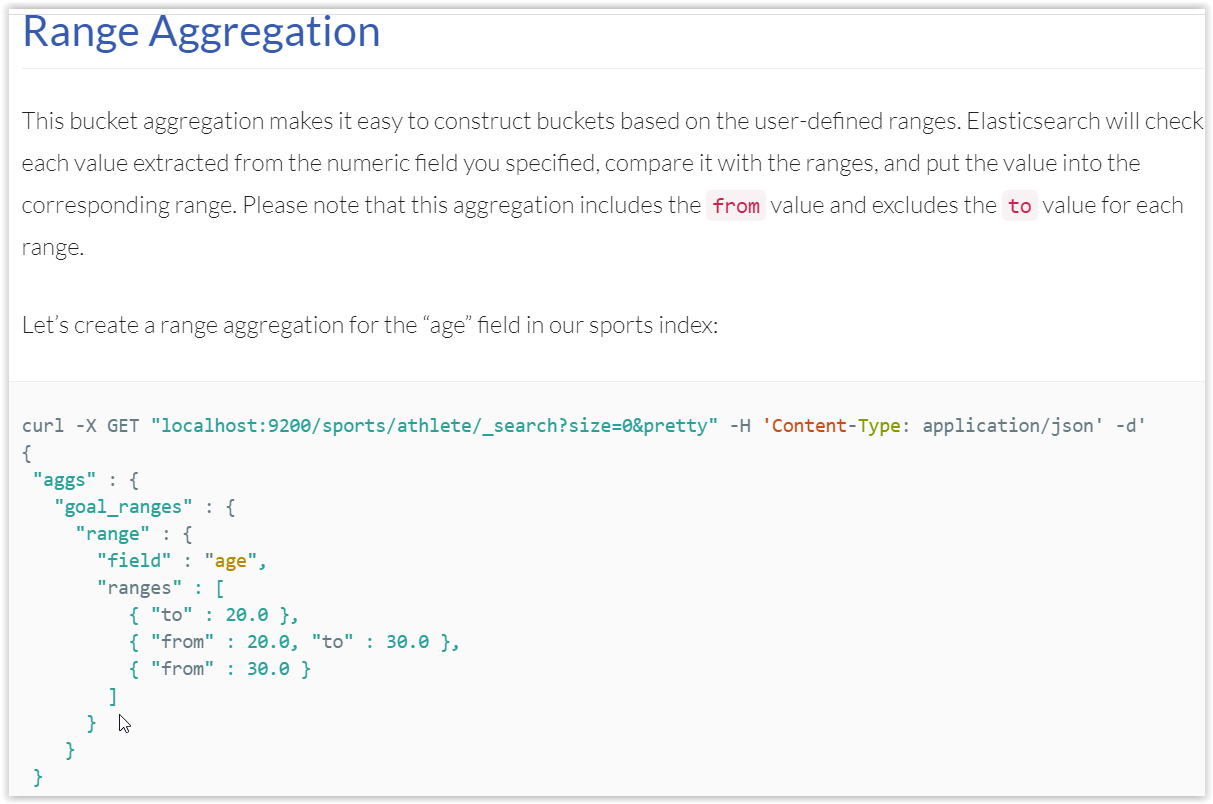 Range Aggregation
This bucket aggregation makes it easy to construct buckets based on the user-defined ranges. Elasticsearch will check
each value extracted from the numeric field you specified, compare it with the ranges, and put the value into the
corresponding range. Please note that this aggregation includes the from value and excludes the to value for each
range.
Let’s create a range aggregation for the “age” field in our sports index:
curl -X GET "localhost:9200/sports/athlete/_search?size=0&pretty" -H 'Content-Type: application/json' -d'
{
 "aggs" : {
   "goal_ranges" : {
     "range" : {
       "field" : "age",
       "ranges" : [
          { "to" : 20.0 },
          { "from" : 20.0, "to" : 30.0 },
          { "from" : 30.0 }
        ]
      }
    }
 }